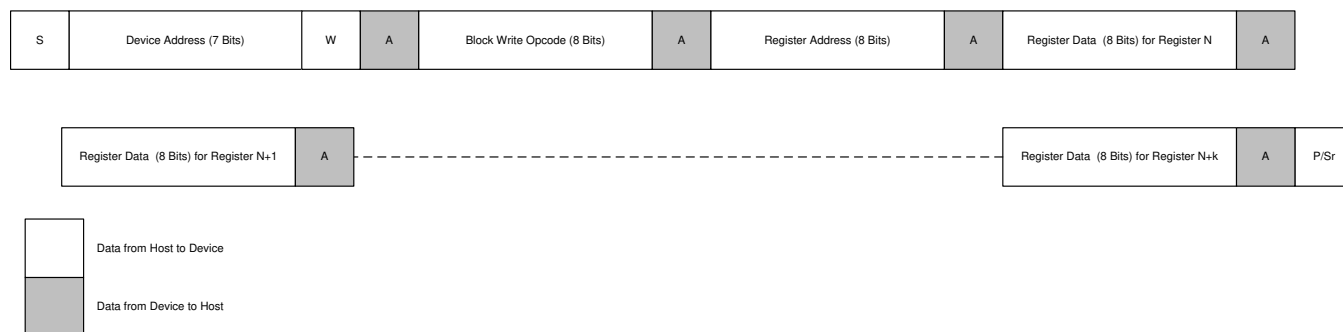 S Device Address (7 Bits) W A Block Write Opcode (8 Bits) A Register Address (8 Bits) A Register Data (8 Bits) for Register N A
Register Data (8 Bits) for Register N+1 A Register Data (8 Bits) for Register N+k A P/Sr
Data from Host to Device
Data from Device to Host